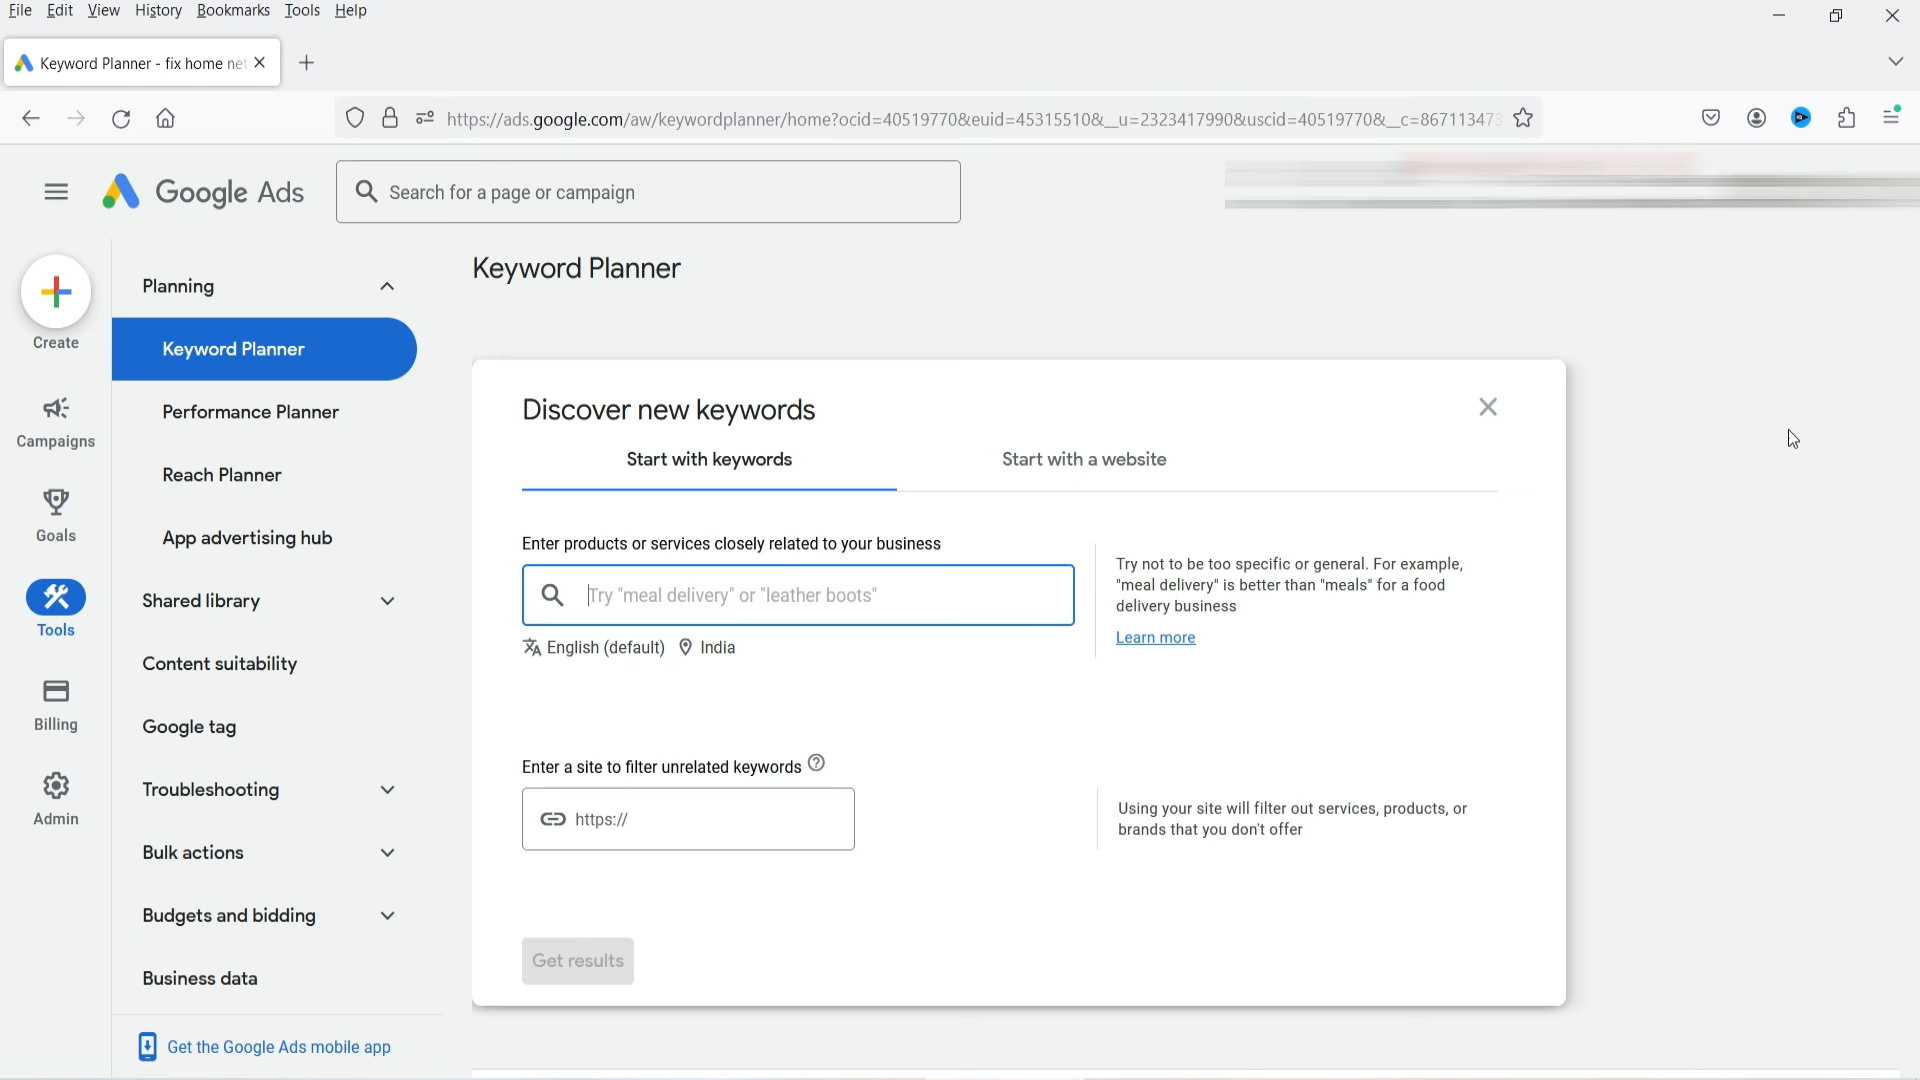 File Edit View History Bookmarks Tools Help
Keyword Planner - fix home net
https://ads.google.com/aw/keywordplanner/home?ocid=40519770&euid=45315510&__u=2323417990&uscid=40519770&__c=867113473
Google Ads
Search for a page or campaign
Create
Campaigns
Goals
Tools
Billing
Admin
Planning
Keyword Planner
Performance Planner
Reach Planner
App advertising hub
Shared library
Content suitability
Google tag
Troubleshooting
Bulk actions
Budgets and bidding
Business data
Get the Google Ads mobile app
Keyword Planner
Discover new keywords
Start with keywords Start with a website
Enter products or services closely related to your business
Try "meal delivery" or "leather boots"
English (default) India
Try not to be too specific or general. For example,
"meal delivery" is better than "meals" for a food
delivery business
Learn more
Enter a site to filter unrelated keywords
https://
Using your site will filter out services, products, or
brands that you don't offer
Get results